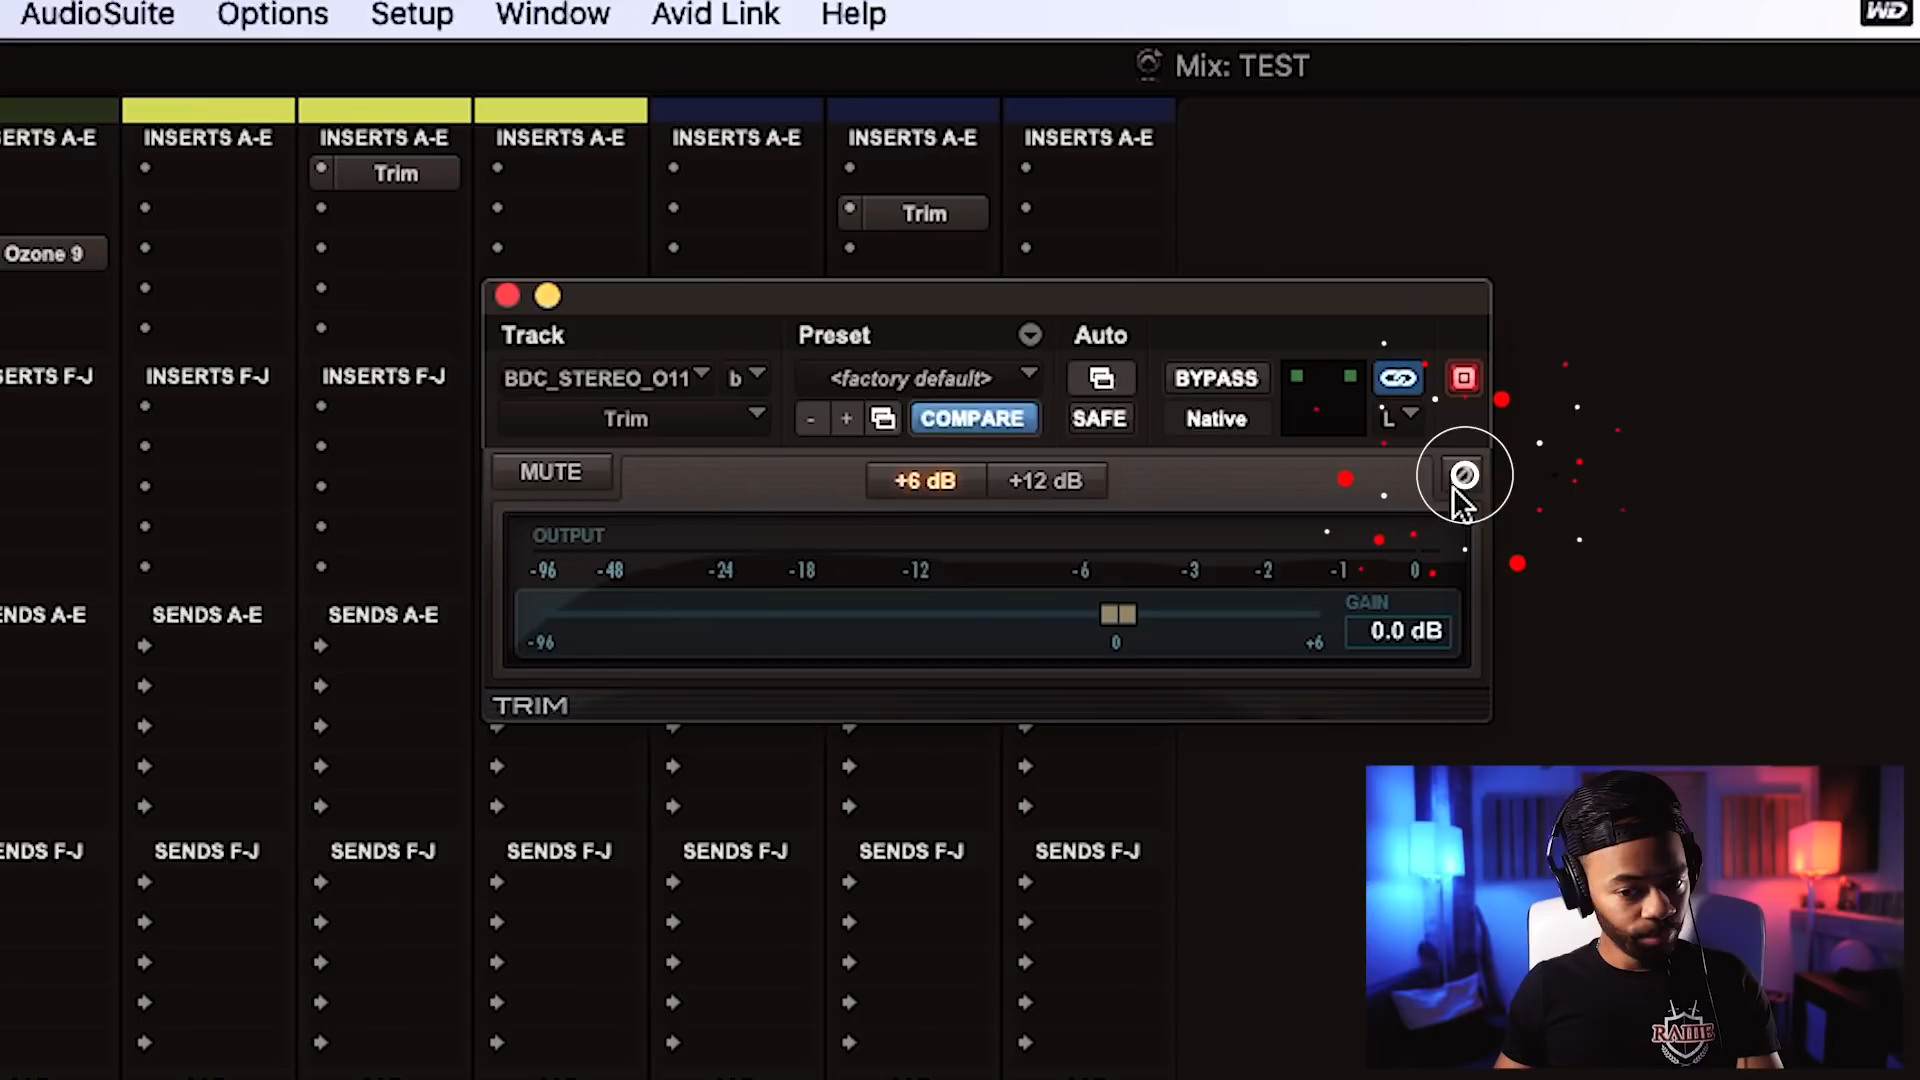 AudioSuite Options Setup Window Avid Link Help WD
Mix: TEST
ERTS A-E INSERTS A-E INSERTS A-E INSERTS A-E INSERTS A-E INSERTS A-E INSERTS A-E
Trim
Trim
Ozone 9
Track Preset Auto
BDC_STEREO_O11 b <factory default> BYPASS
Trim - + COMPARE SAFE Native L
SERTS F-J INSERTS F-J INSERTS F-J
MUTE +6 dB +12 dB
OUTPUT
-96 -48 -24 -18 -12 -6 -3 -2 -1 0
GAIN
0.0 dB
-96 0 +6
ENDS A-E SENDS A-E SENDS A-E
TRIM
ENDS F-J SENDS F-J SENDS F-J SENDS F-J SENDS F-J SENDS F-J SENDS F-J